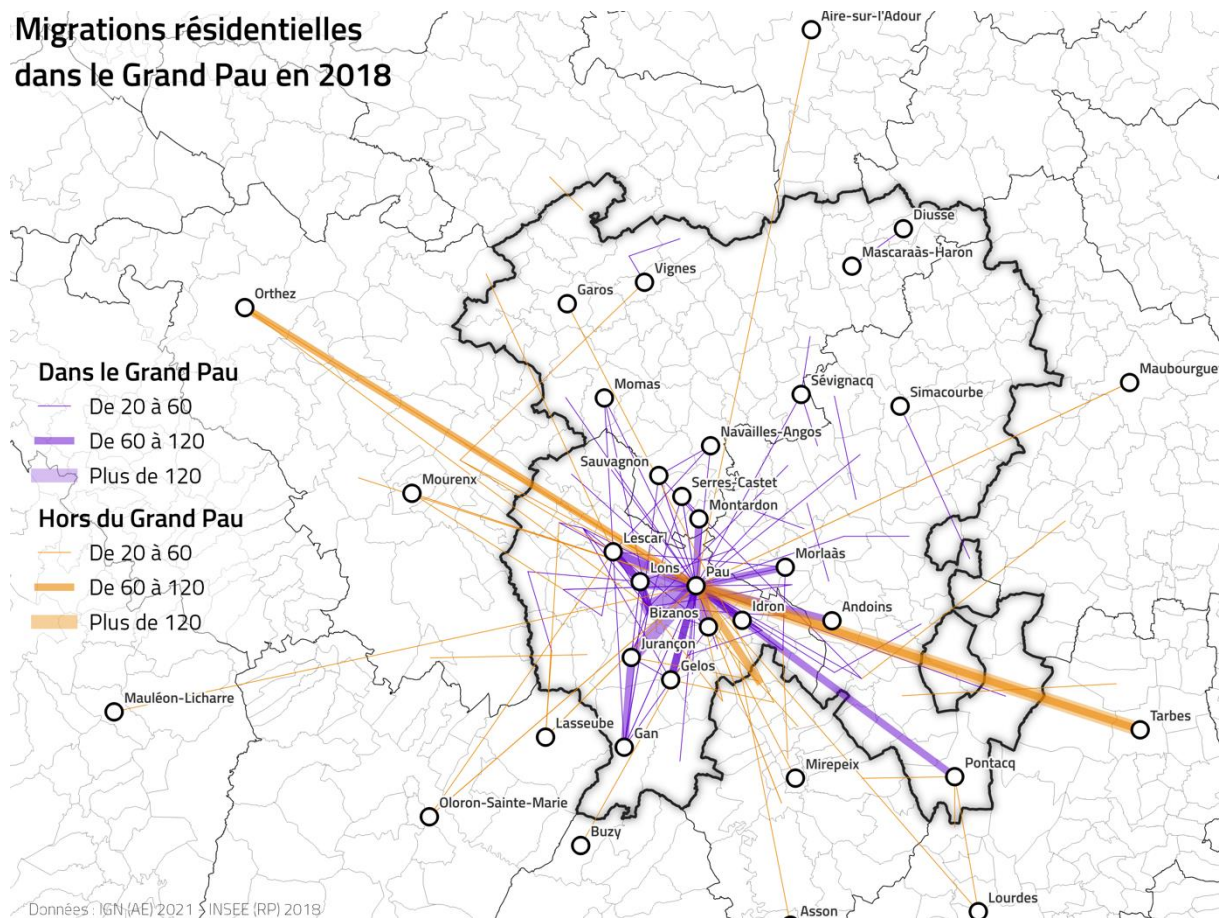 Migrations résidentielles
dans le Grand Pau en 2018
Aire-sur-l'Adour
Diusse
Mascaraàs-Haron
Vignes
Garos
Orthez
Dans le Grand Pau
De 20 à 60
De 60 à 120
Plus de 120
Hors du Grand Pau
De 20 à 60
De 60 à 120
Plus de 120
Momas
Sévignacq
Simacourbe
Maubourguet
Navailles-Angos
Sauvagnon
Serres-Castet
Mourenx
Montardon
Lescar
Lons
Pau
Morlaàs
Bizanos
Idron
Andoins
Jurançon
Gelos
Mauléon-Licharre
Lasseube
Gan
Tarbes
Mirepeix
Pontacq
Oloron-Sainte-Marie
Buzy
Lourdes
Asson
Données : IGN (AE) 2021 - INSEE (RP) 2018